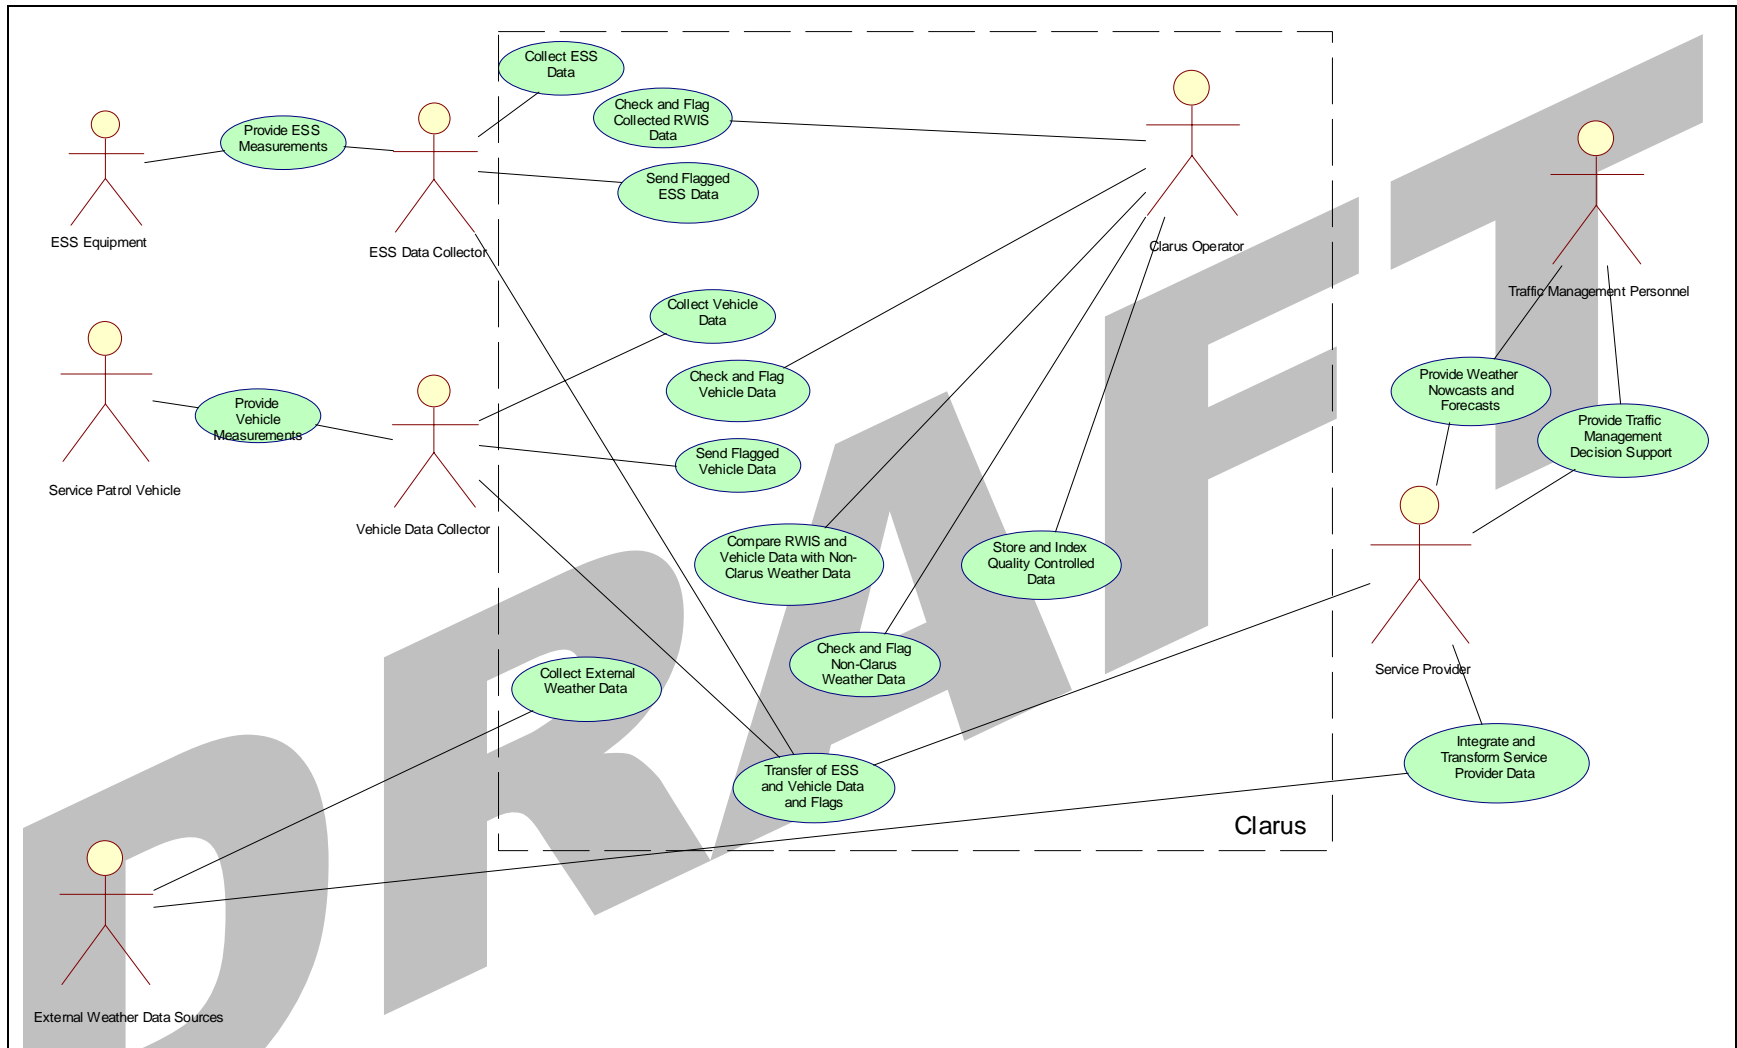 Collect ESS
Data
Check and Flag
Collected RWIS
Data
Provide ESS
Measurements
Send Flagged
ESS Data
ESS Equipment
ESS Data Collector
Clarus Operator
Traffic Management Personnel
Collect Vehicle
Data
Check and Flag
Vehicle Data
Provide Weather
Nowcasts and
Forecasts
Provide
Vehicle
Measurements
Provide Traffic
Management
Decision Support
Send Flagged
Vehicle Data
Service Patrol Vehicle
Vehicle Data Collector
Compare RWIS and
Vehicle Data with Non-
Clarus Weather Data
Store and Index
Quality Controlled
Data
Check and Flag
Non-Clarus
Weather Data
Service Provider
Collect External
Weather Data
Transfer of ESS
and Vehicle Data
and Flags
Integrate and
Transform Service
Provider Data
Clarus
External Weather Data Sources
DRAFT